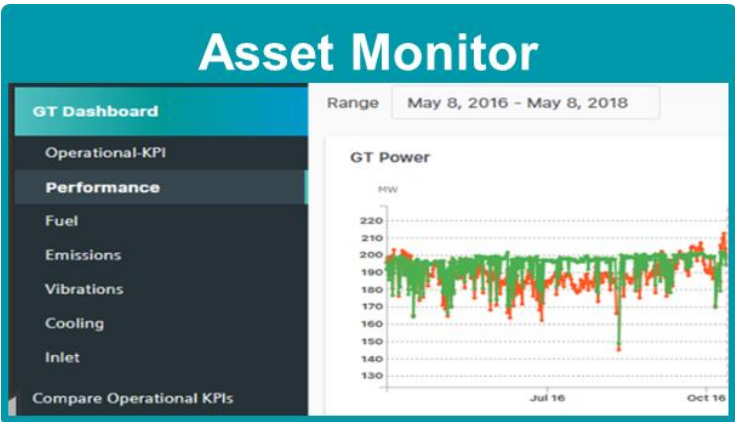 Asset Monitor
GT Dashboard
Operational-KPI
Performance
Fuel
Emissions
Vibrations
Cooling
Inlet
Compare Operational KPIs
Range May 8, 2016 - May 8, 2018
GT Power
MW
220
210
200
190
180
170
160
150
140
130
Jul 16 Oct 16